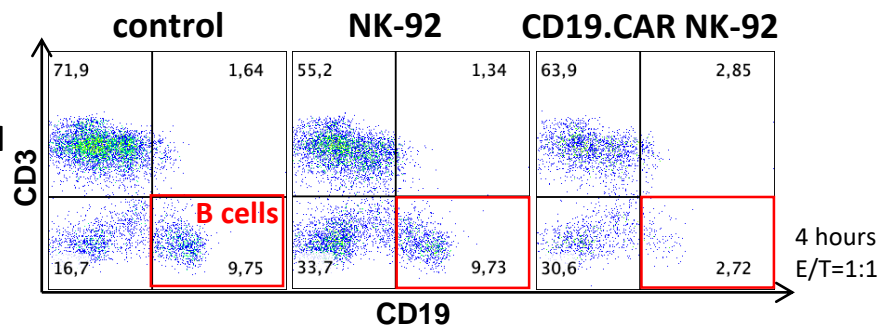 control NK-92 CD19.CAR NK-92
71,9 1,64 55,2 1,34 63,9 2,85
CD3
B cells
16,7 9,75 33,7 9,73 30,6 2,72
4 hours
E/T=1:1
CD19